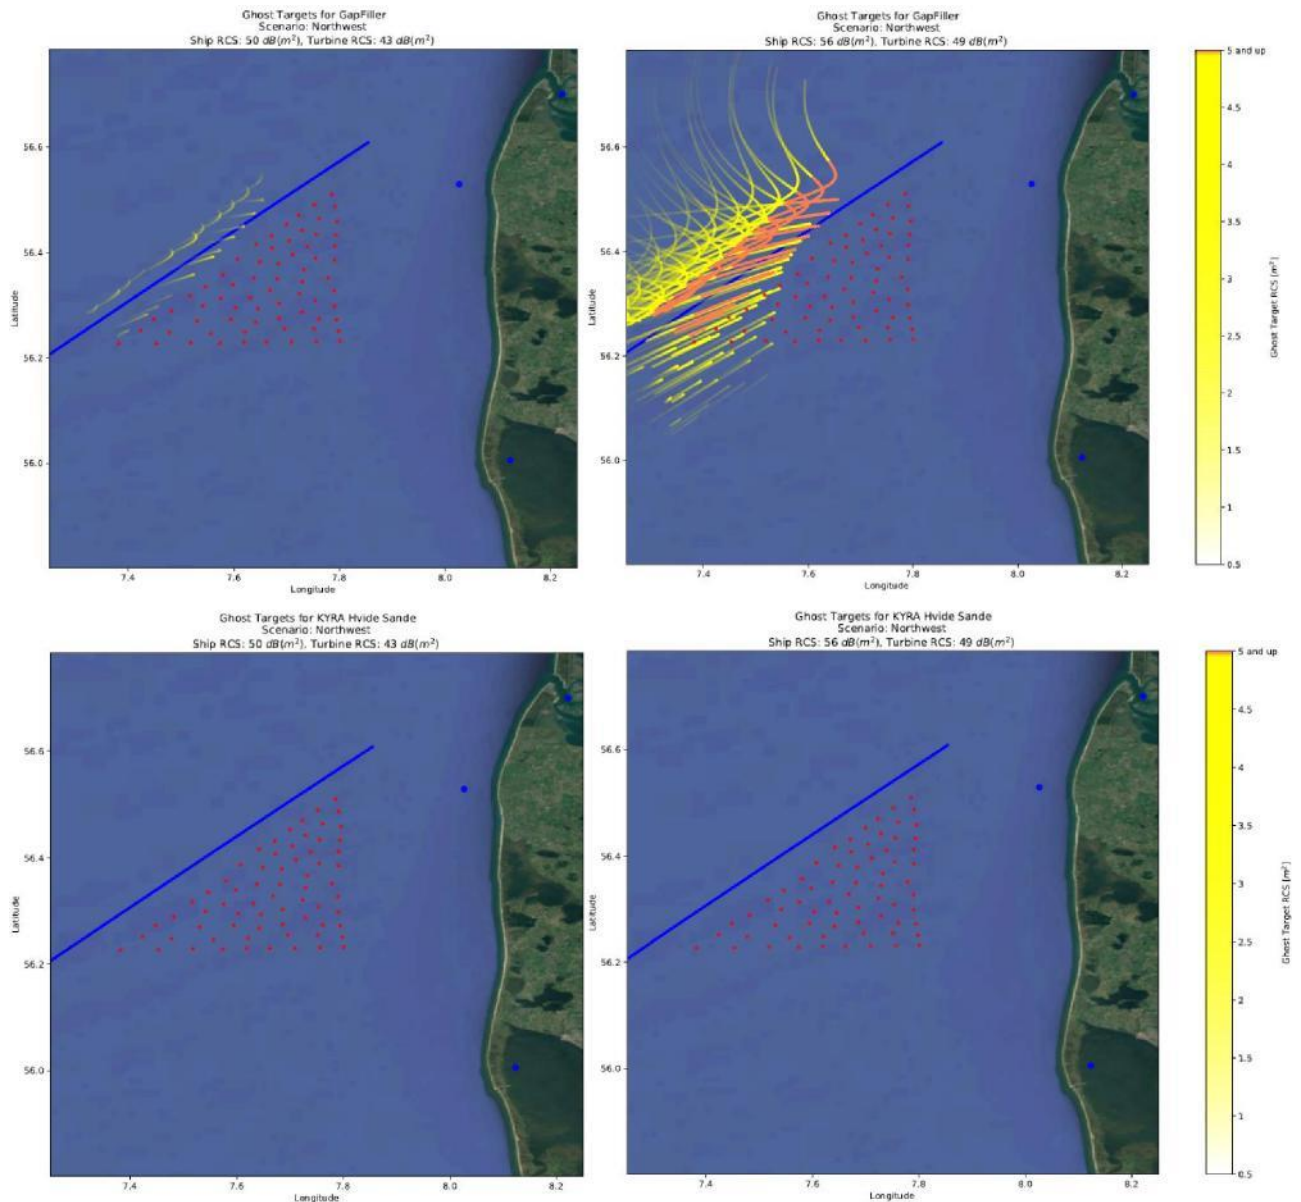 Ghost Targets for GapFiller
Scenario: Northwest
Ship RCS: 50 dB(m²), Turbine RCS: 43 dB(m²)
56.6
56.4
56.2
56.0
Latitude
7.4
7.6
7.8
8.0
8.2
Longitude
Ghost Targets for GapFiller
Scenario: Northwest
Ship RCS: 56 dB(m²), Turbine RCS: 49 dB(m²)
56.6
56.4
56.2
56.0
Latitude
7.4
7.6
7.8
8.0
8.2
Longitude
5 and up
4.5
4
3.5
3
2.5
2
1.5
1
0.5
Ghost Target RCS [m²]
Ghost Targets for KYRA Hvide Sande
Scenario: Northwest
Ship RCS: 50 dB(m²), Turbine RCS: 43 dB(m²)
56.6
56.4
56.2
56.0
Latitude
7.4
7.6
7.8
8.0
8.2
Longitude
Ghost Targets for KYRA Hvide Sande
Scenario: Northwest
Ship RCS: 56 dB(m²), Turbine RCS: 49 dB(m²)
56.6
56.4
56.2
56.0
Latitude
7.4
7.6
7.8
8.0
8.2
Longitude
5 and up
4.5
4
3.5
3
2.5
2
1.5
1
0.5
Ghost Target RCS [m²]